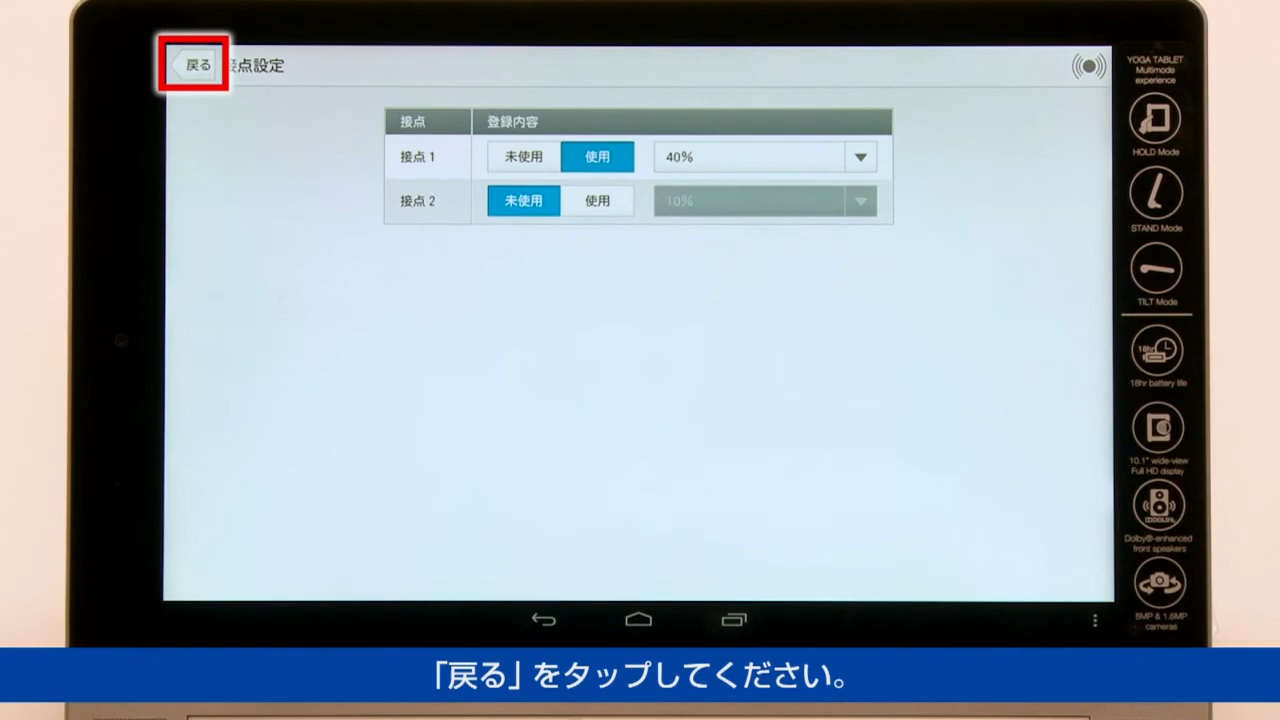 戻る
接点設定
接点 登録内容
接点 1 未使用 使用 40%
接点 2 未使用 使用 10%
YOGA TABLET
Multimode
experience
HOLD Mode
STAND Mode
TILT Mode
18hr
18hr battery life
10.1" wide-view
Full HD display
Dolby®-enhanced
front speakers
8MP & 1.6MP
cameras
「戻る」をタップしてください。